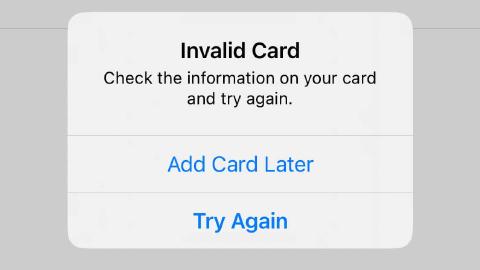 Invalid Card
Check the information on your card
and try again.
Add Card Later
Try Again